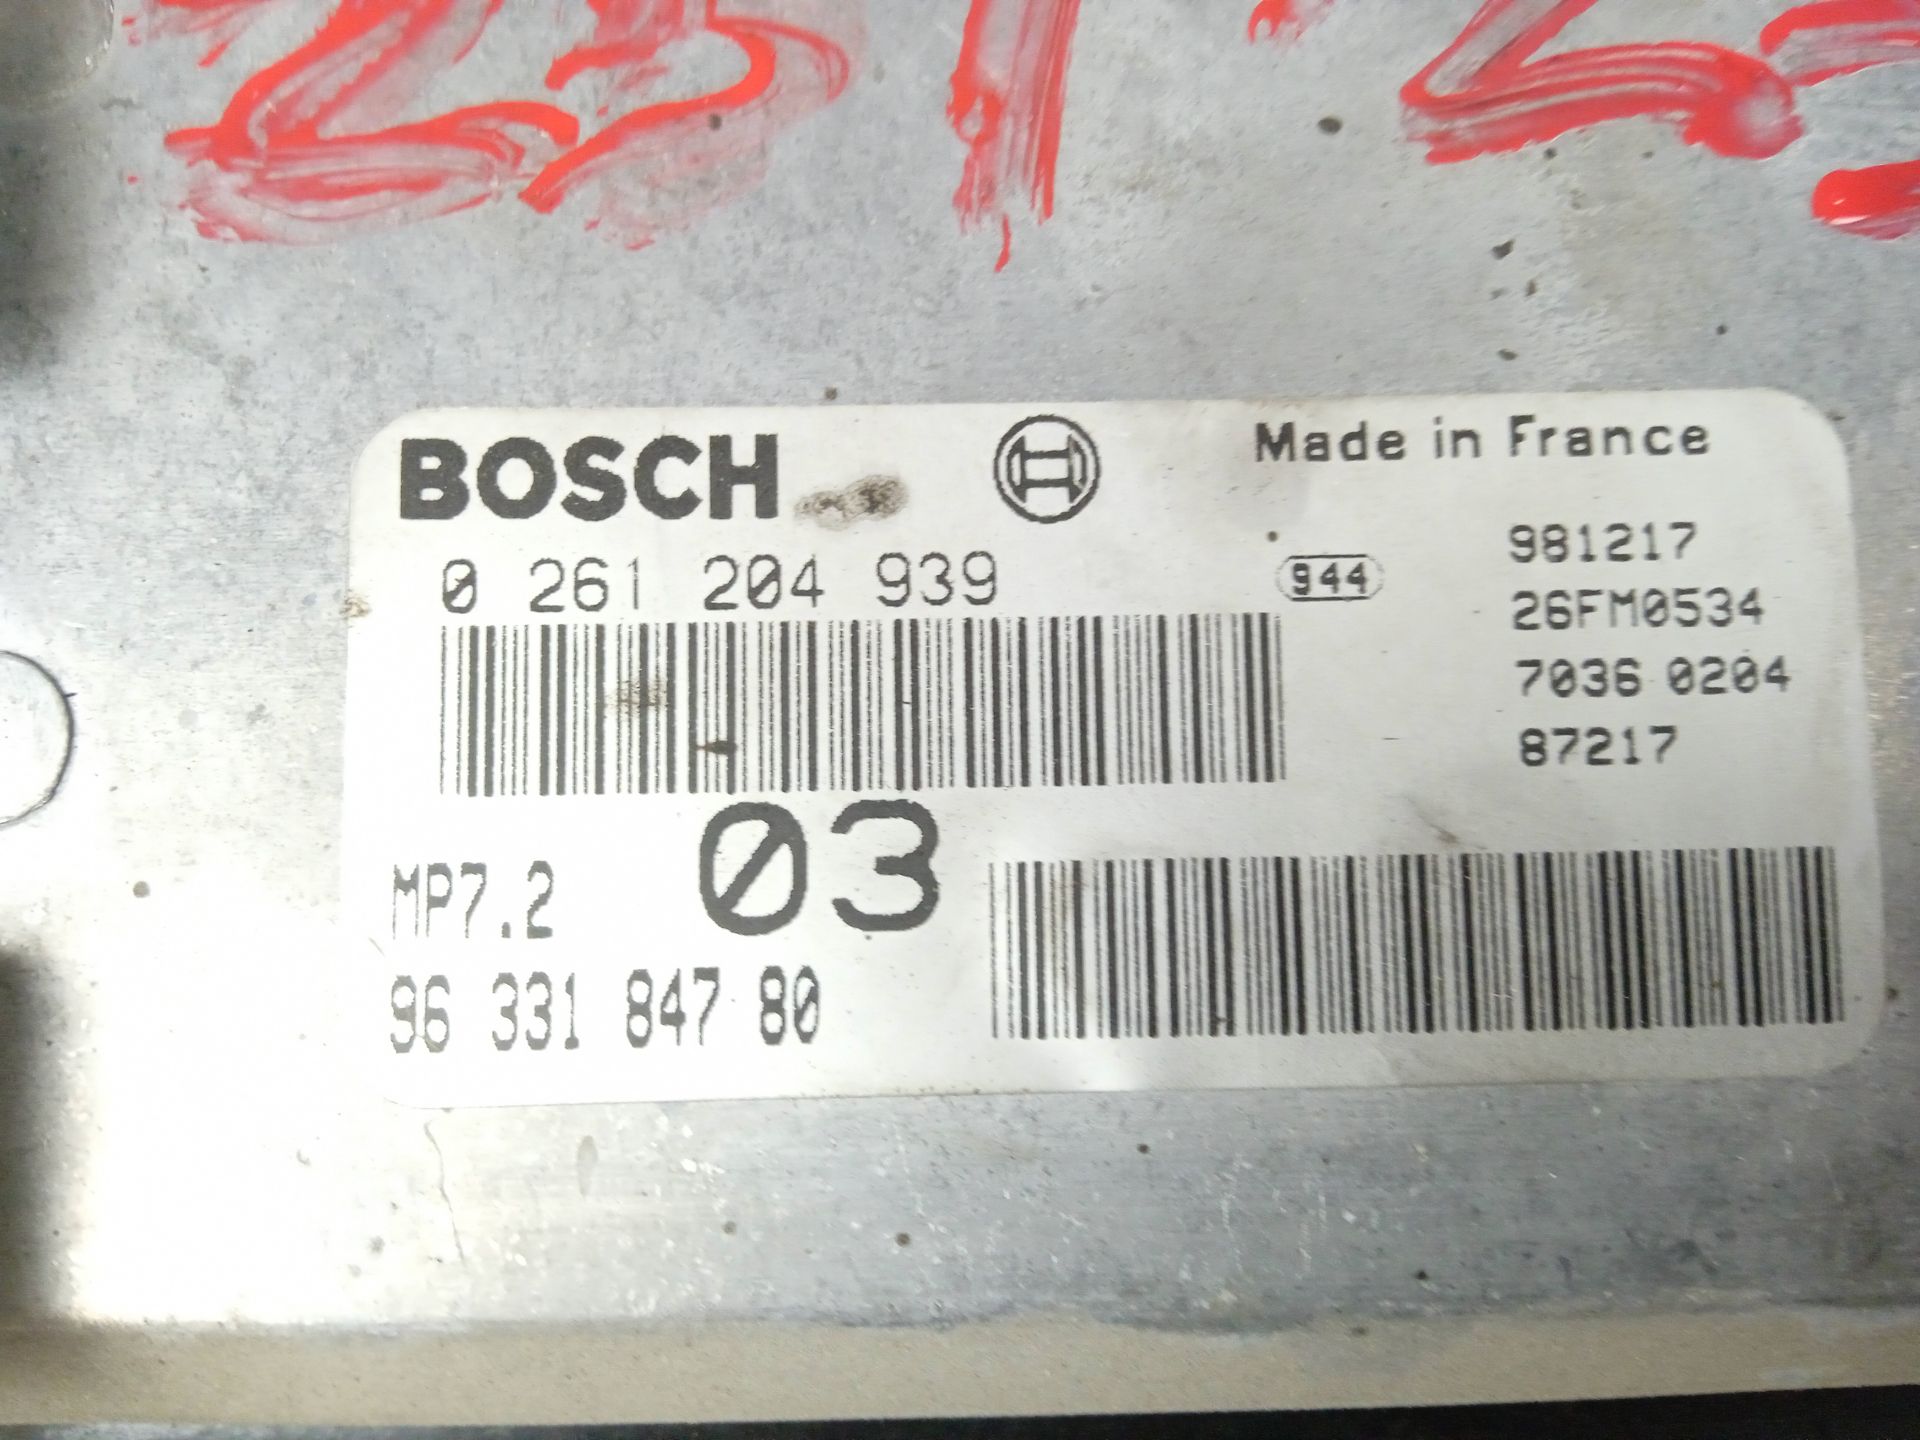 BOSCH
Made in France
0 261 204 939
944
981217
26FM0534
7036 0204
87217
MP7.2
03
96 331 847 80